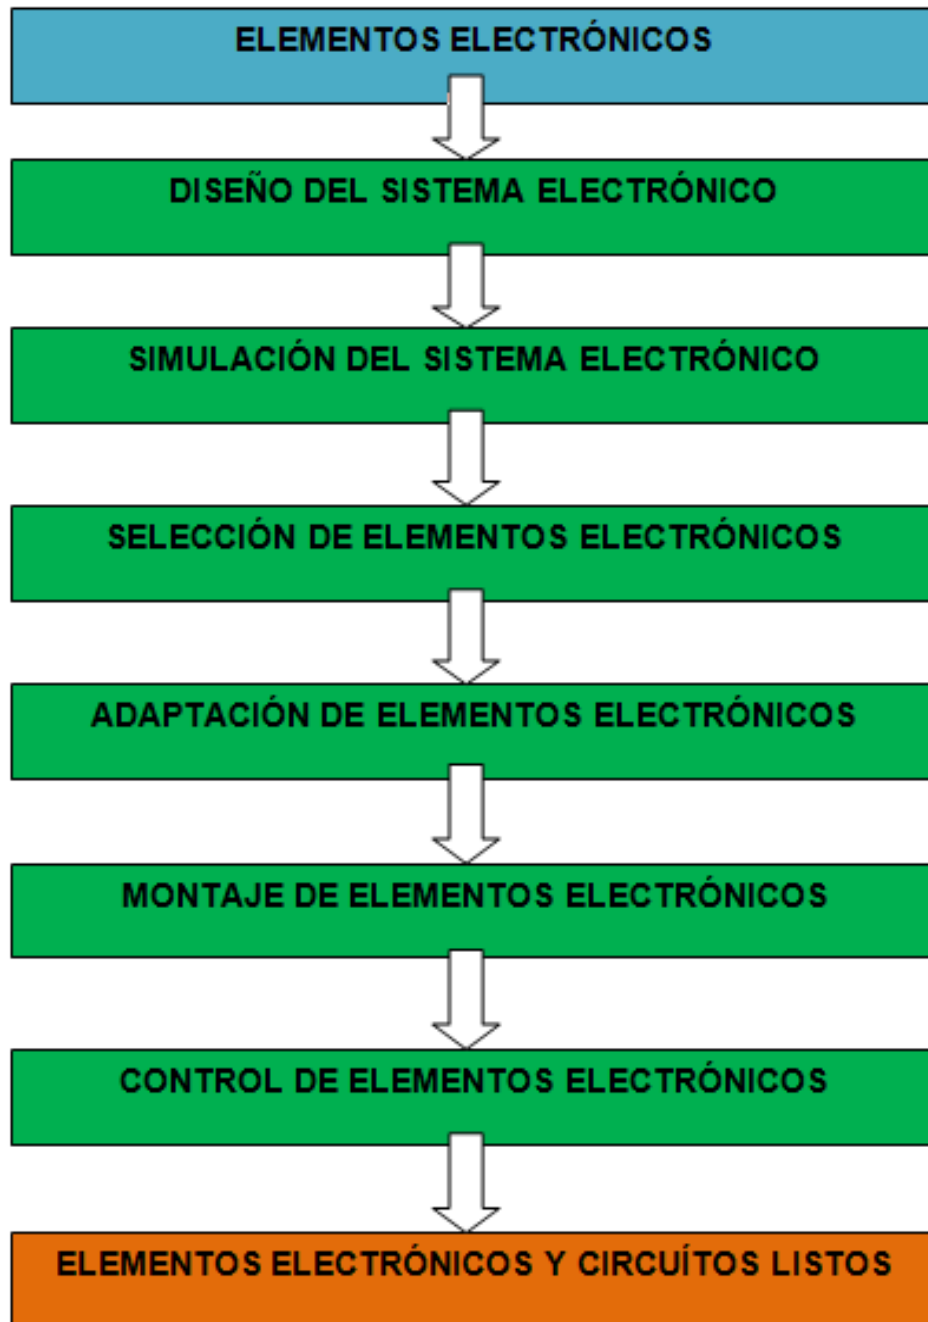 ELEMENTOS ELECTRÓNICOS
DISEÑO DEL SISTEMA ELECTRÓNICO
SIMULACIÓN DEL SISTEMA ELECTRÓNICO
SELECCIÓN DE ELEMENTOS ELECTRÓNICOS
ADAPTACIÓN DE ELEMENTOS ELECTRÓNICOS
MONTAJE DE ELEMENTOS ELECTRÓNICOS
CONTROL DE ELEMENTOS ELECTRÓNICOS
ELEMENTOS ELECTRÓNICOS Y CIRCUÍTOS LISTOS